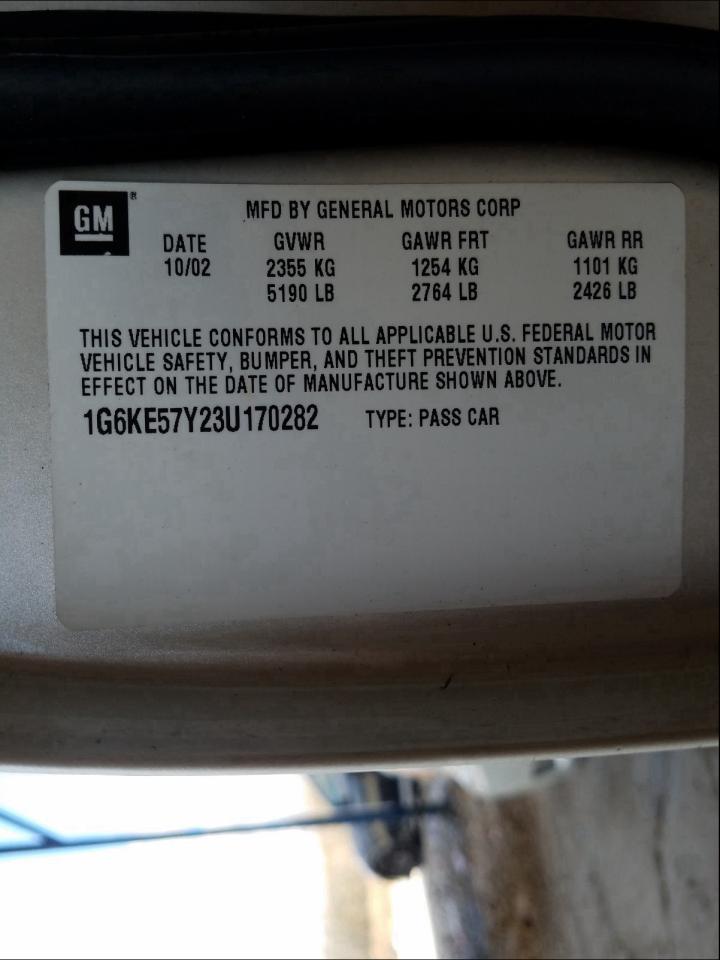 GM®
MFD BY GENERAL MOTORS CORP
DATE GVWR GAWR FRT GAWR RR
10/02 2355 KG 1254 KG 1101 KG
5190 LB 2764 LB 2426 LB
THIS VEHICLE CONFORMS TO ALL APPLICABLE U.S. FEDERAL MOTOR
VEHICLE SAFETY, BUMPER, AND THEFT PREVENTION STANDARDS IN
EFFECT ON THE DATE OF MANUFACTURE SHOWN ABOVE.
1G6KE57Y23U170282 TYPE: PASS CAR